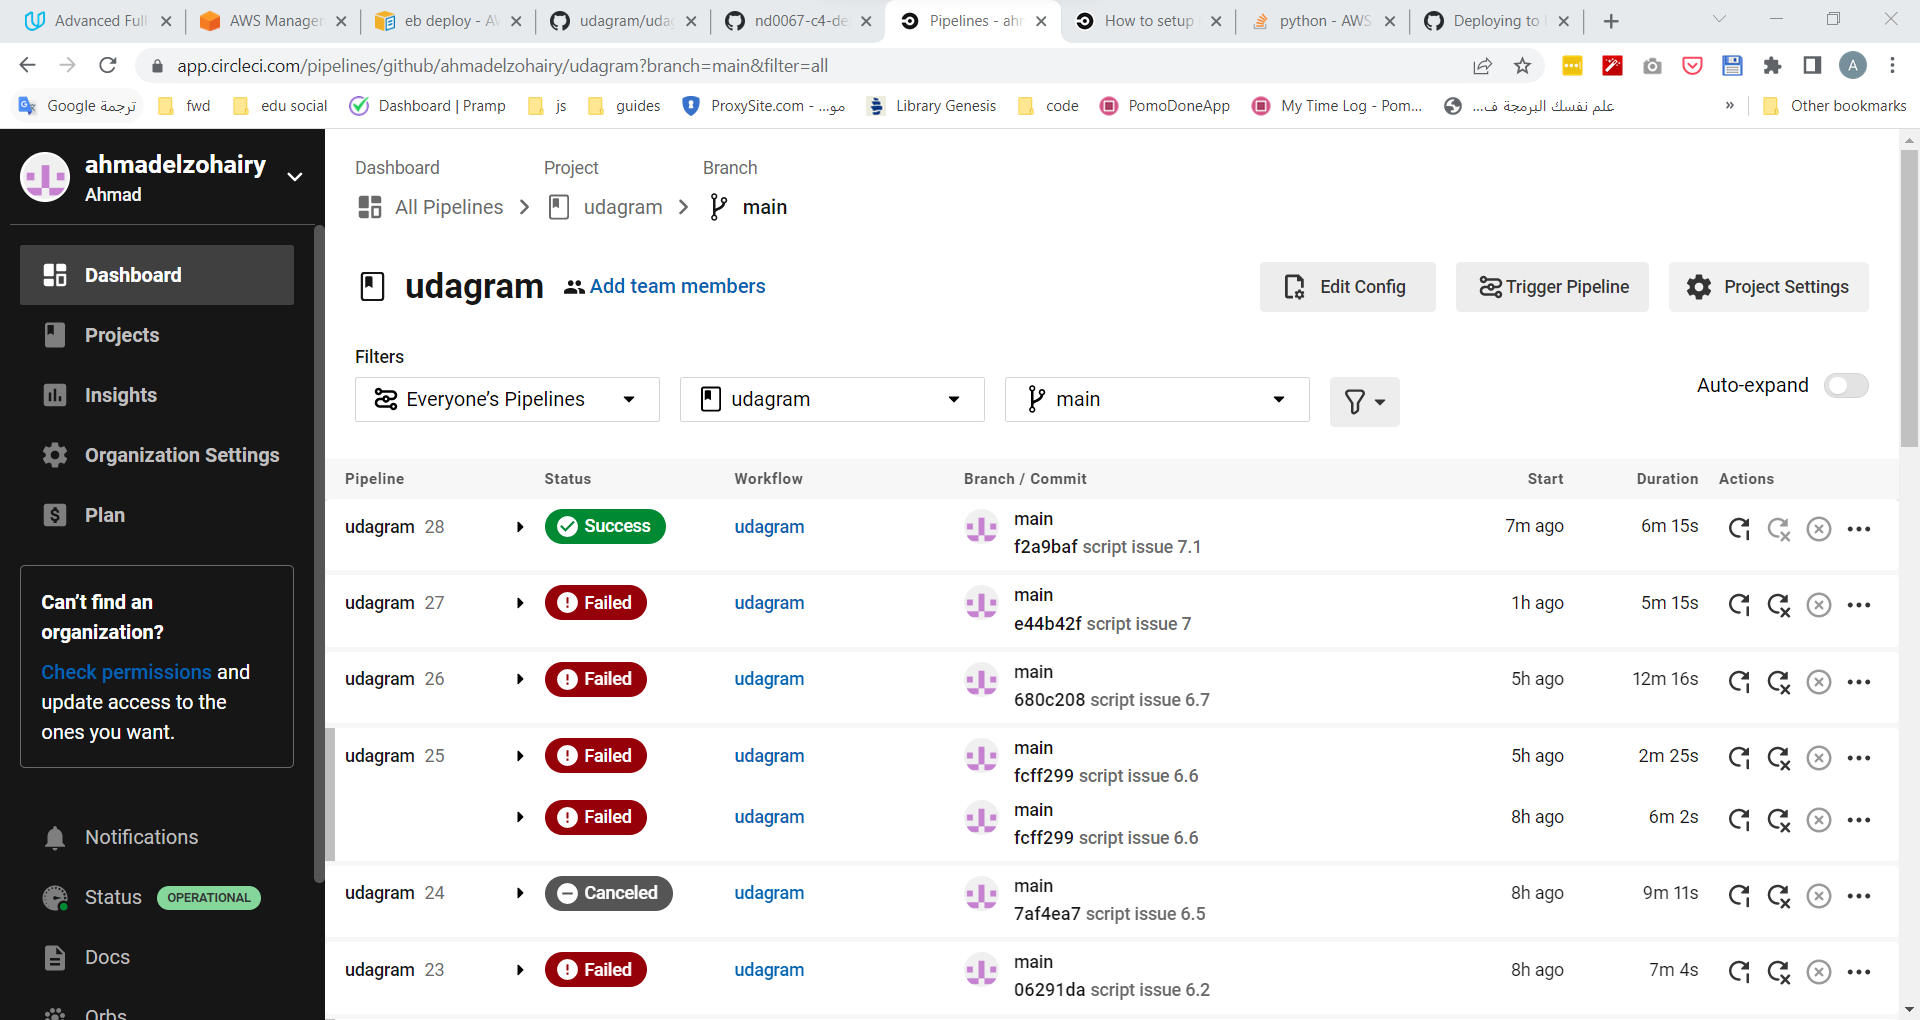 Advanced Full
AWS Manager
eb deploy - AW
udagram/udag
nd0067-c4-de
Pipelines - ahm
How to setup
python - AWS
Deploying to
app.circleci.com/pipelines/github/ahmadelzohairy/udagram?branch=main&filter=all
A
ترجمة Google
fwd
edu social
Dashboard | Pramp
js
guides
ProxySite.com - ...مو
Library Genesis
code
PomoDoneApp
My Time Log - Pom...
علم نفسك البرمجة ف...
»
Other bookmarks
ahmadelzohairy
Ahmad
Dashboard
Projects
Insights
Organization Settings
Plan
Can't find an
organization?
Check permissions and
update access to the
ones you want.
Notifications
Status OPERATIONAL
Docs
Orbs
Dashboard Project Branch
All Pipelines udagram main
udagram Add team members
Edit Config Trigger Pipeline Project Settings
Filters
Everyone's Pipelines udagram main
Auto-expand
Pipeline Status Workflow Branch / Commit Start Duration Actions
udagram 28 Success udagram main 7m ago 6m 15s
f2a9baf script issue 7.1
udagram 27 Failed udagram main 1h ago 5m 15s
e44b42f script issue 7
udagram 26 Failed udagram main 5h ago 12m 16s
680c208 script issue 6.7
udagram 25 Failed udagram main 5h ago 2m 25s
fcff299 script issue 6.6
Failed udagram main 8h ago 6m 2s
fcff299 script issue 6.6
udagram 24 Canceled udagram main 8h ago 9m 11s
7af4ea7 script issue 6.5
udagram 23 Failed udagram main 8h ago 7m 4s
06291da script issue 6.2